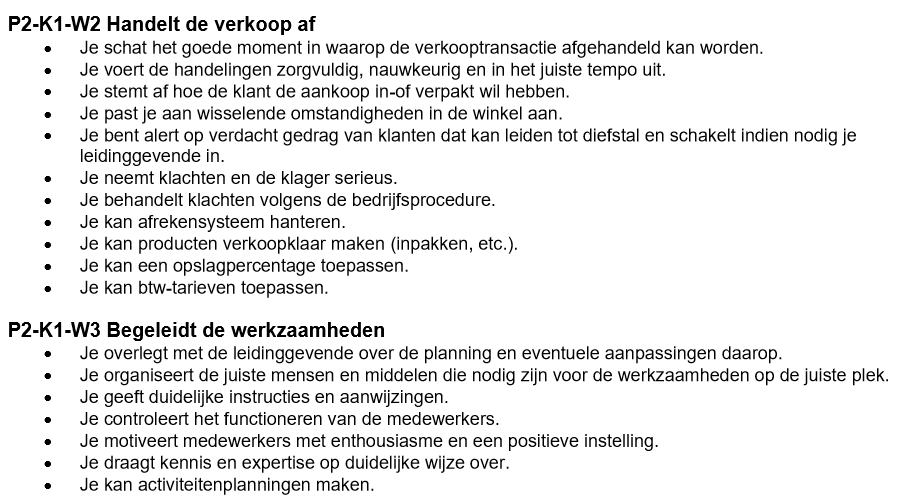 P2-K1-W2 Handelt de verkoop af
• Je schat het goede moment in waarop de verkooptransactie afgehandeld kan worden.
• Je voert de handelingen zorgvuldig, nauwkeurig en in het juiste tempo uit.
• Je stemt af hoe de klant de aankoop in-of verpakt wil hebben.
• Je past je aan wisselende omstandigheden in de winkel aan.
• Je bent alert op verdacht gedrag van klanten dat kan leiden tot diefstal en schakelt indien nodig je
leidinggevende in.
• Je neemt klachten en de klager serieus.
• Je behandelt klachten volgens de bedrijfsprocedure.
• Je kan afrekensysteem hanteren.
• Je kan producten verkoopklaar maken (inpakken, etc.).
• Je kan een opslagpercentage toepassen.
• Je kan btw-tarieven toepassen.
P2-K1-W3 Begeleidt de werkzaamheden
• Je overlegt met de leidinggevende over de planning en eventuele aanpassingen daarop.
• Je organiseert de juiste mensen en middelen die nodig zijn voor de werkzaamheden op de juiste plek.
• Je geeft duidelijke instructies en aanwijzingen.
• Je controleert het functioneren van de medewerkers.
• Je motiveert medewerkers met enthousiasme en een positieve instelling.
• Je draagt kennis en expertise op duidelijke wijze over.
• Je kan activiteitenplanningen maken.